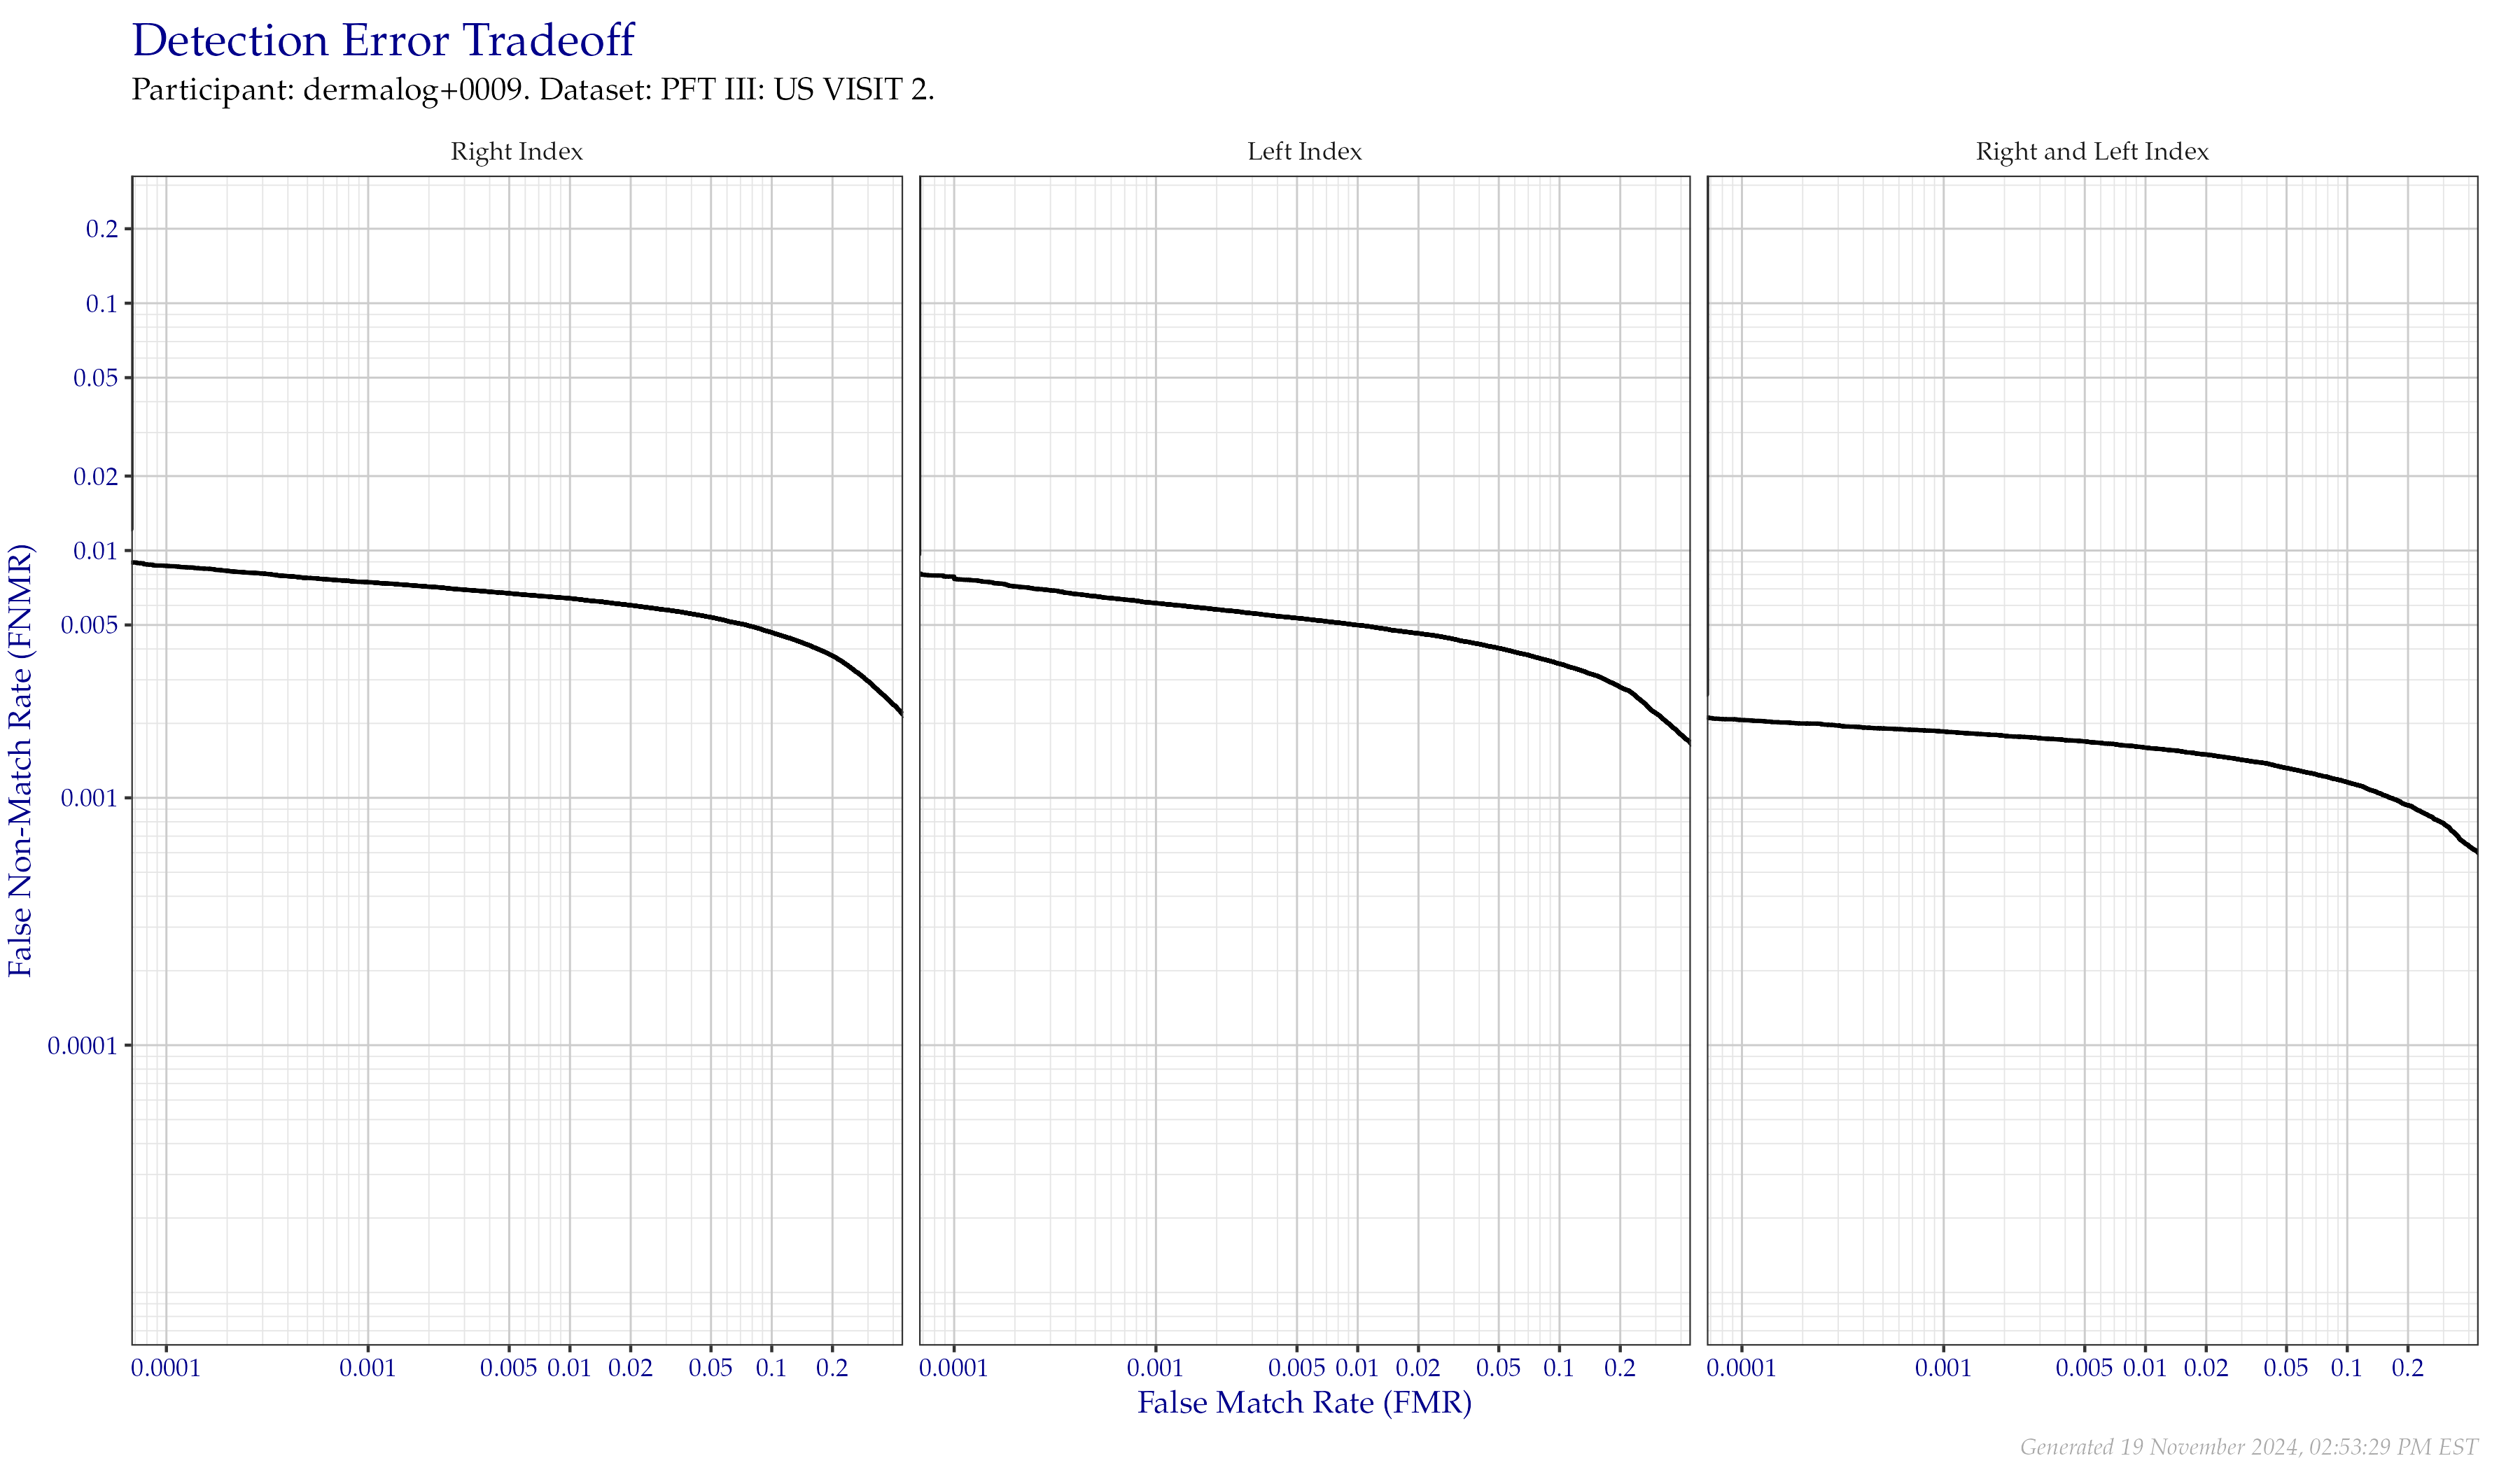 Detection Error Tradeoff
Participant: dermalog+0009. Dataset: PFT III: US VISIT 2.
Right Index
Left Index
Right and Left Index
False Non-Match Rate (FNMR)
0.2
0.1
0.05
0.02
0.01
0.005
0.001
0.0001
0.0001 0.001 0.005 0.01 0.02 0.05 0.1 0.2
0.0001 0.001 0.005 0.01 0.02 0.05 0.1 0.2
0.0001 0.001 0.005 0.01 0.02 0.05 0.1 0.2
False Match Rate (FMR)
Generated 19 November 2024, 02:53:29 PM EST